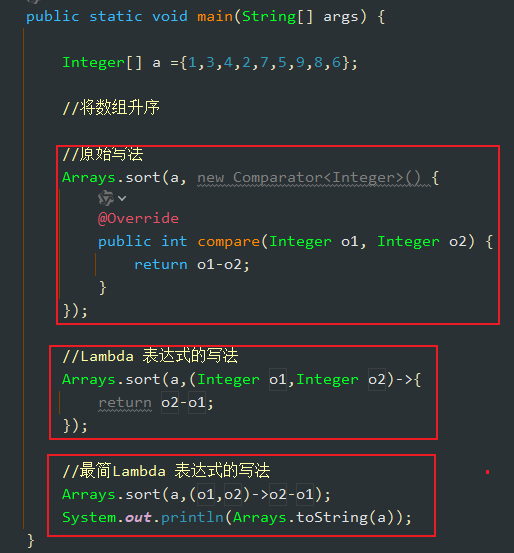 public static void main(String[] args) {
Integer[] a ={1,3,4,2,7,5,9,8,6};
//将数组升序
//原始写法
Arrays.sort(a, new Comparator<Integer>() {
@Override
public int compare(Integer o1, Integer o2) {
return o1-o2;
}
});
//Lambda 表达式的写法
Arrays.sort(a,(Integer o1,Integer o2)->{
return o2-o1;
});
//最简Lambda 表达式的写法
Arrays.sort(a,(o1,o2)->o2-o1);
System.out.println(Arrays.toString(a));
}